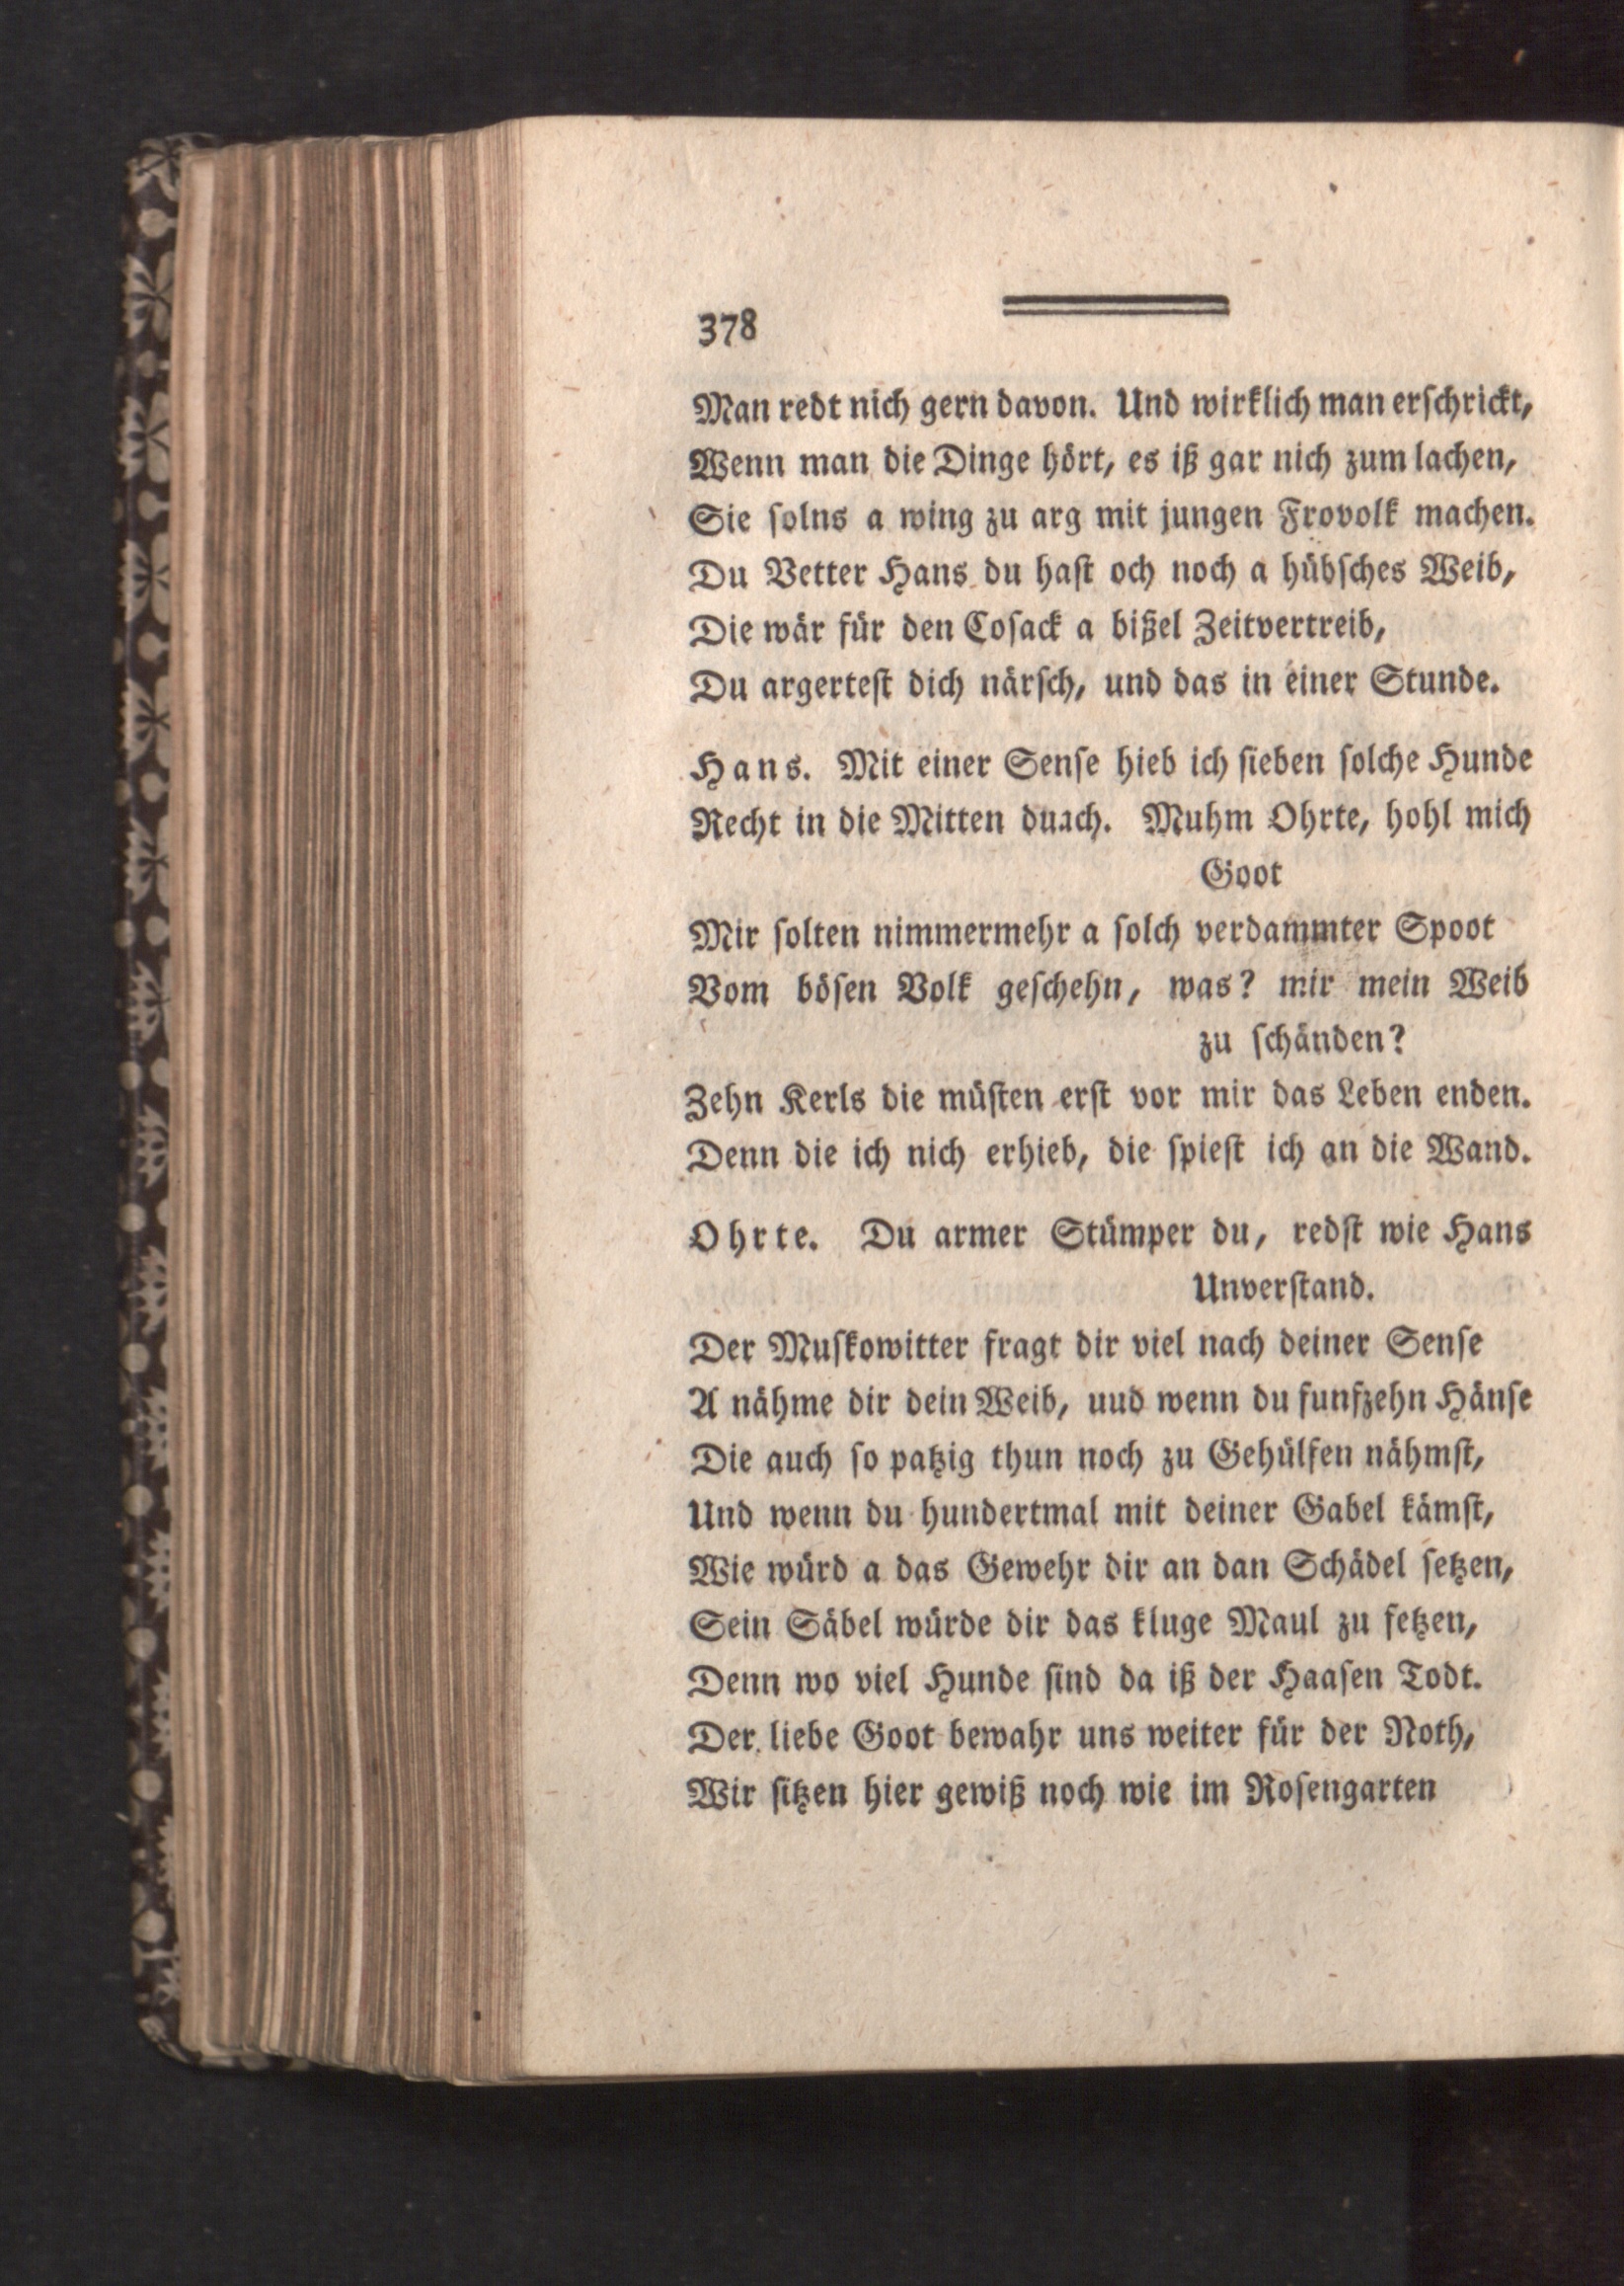 378
Man redt nich gern davon. Und wirklich man erſchrickt,
Wenn man die Dinge hört, es iß gar nich zum lachen,
Sie ſolns a wing zu arg mit jungen Frovolk machen.
Du Vetter Hans du haſt och noch a hübſches Weib,
Die wär für den Coſack a bißel Zeitvertreib,
Du argerteſt dich närſch, und das in einer Stunde.
Hans. Mit einer Senſe hieb ich ſieben ſolche Hunde
Recht in die Mitten durch. Muhm Ohrte, hohl mich
Goot
Mir ſolten nimmermehr a ſolch verdammter Spoot
Vom böſen Volk geſchehn, was? mir mein Weib
zu ſchänden?
Zehn Kerls die müſten erſt vor mir das Leben enden.
Denn die ich nich erhieb, die ſpieſt ich an die Wand.
Ohrte. Du armer Stümper du, redſt wie Hans
Unverſtand.
Der Muſkowitter fragt dir viel nach deiner Senſe
A nähme dir dein Weib, uud wenn du funfzehn Hänſe
Die auch ſo patzig thun noch zu Gehülfen nähmſt,
Und wenn du hundertmal mit deiner Gabel kämſt,
Wie würd a das Gewehr dir an dan Schädel ſetzen,
Sein Säbel würde dir das kluge Maul zu fetzen,
Denn wo viel Hunde ſind da iß der Haaſen Todt.
Der liebe Goot bewahr uns weiter für der Noth,
Wir ſitzen hier gewiß noch wie im Roſengarten